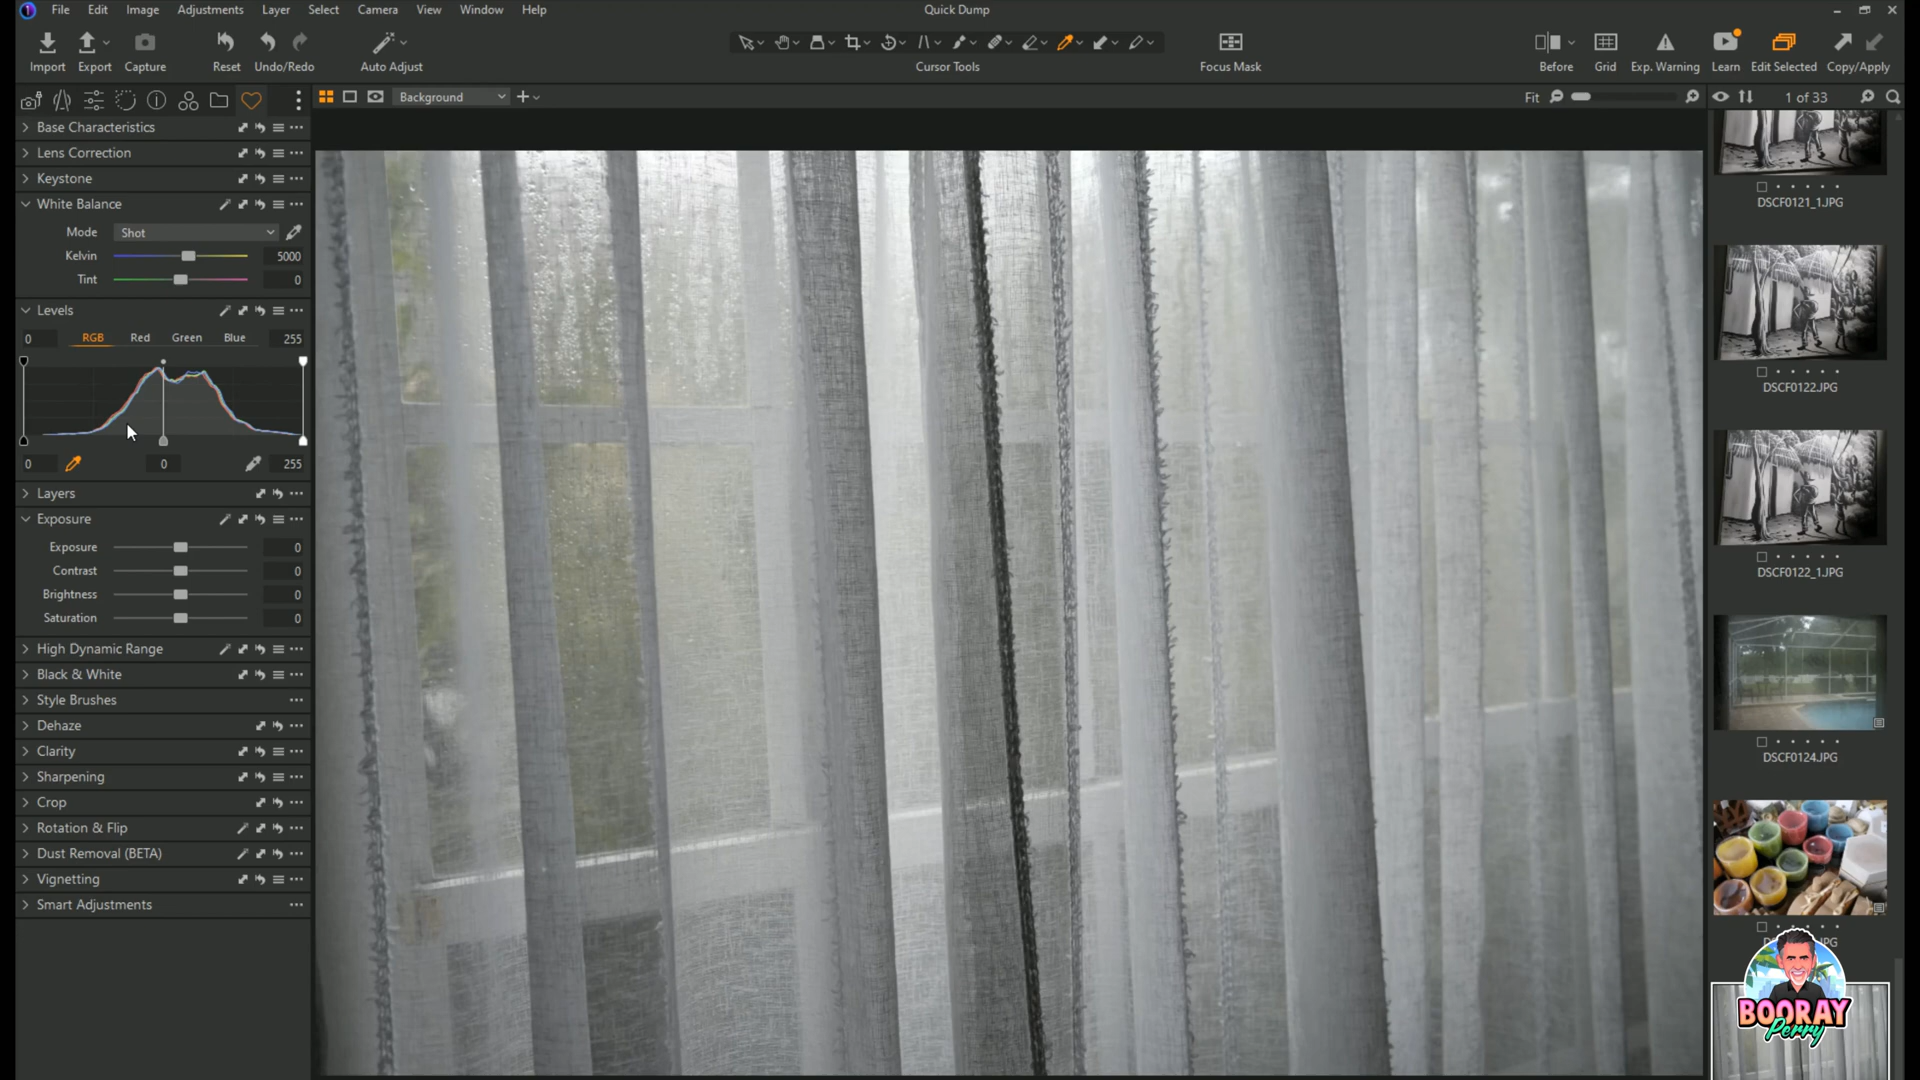 File Edit Image Adjustments Layer Select Camera View Window Help
Quick Dump
Import Export Capture Reset Undo/Redo Auto Adjust Cursor Tools Focus Mask Before Grid Exp. Warning Learn Edit Selected Copy/Apply
Background
Fit
1 of 33
Base Characteristics
Lens Correction
Keystone
White Balance
Mode Shot
Kelvin 5000
Tint 0
Levels
0 RGB Red Green Blue 255
0 0 255
Layers
Exposure
Exposure 0
Contrast 0
Brightness 0
Saturation 0
High Dynamic Range
Black & White
Style Brushes
Dehaze
Clarity
Sharpening
Crop
Rotation & Flip
Dust Removal (BETA)
Vignetting
Smart Adjustments
DSCF0121_1.JPG
DSCF0122.JPG
DSCF0122_1.JPG
DSCF0124.JPG
BOORAY
Perry